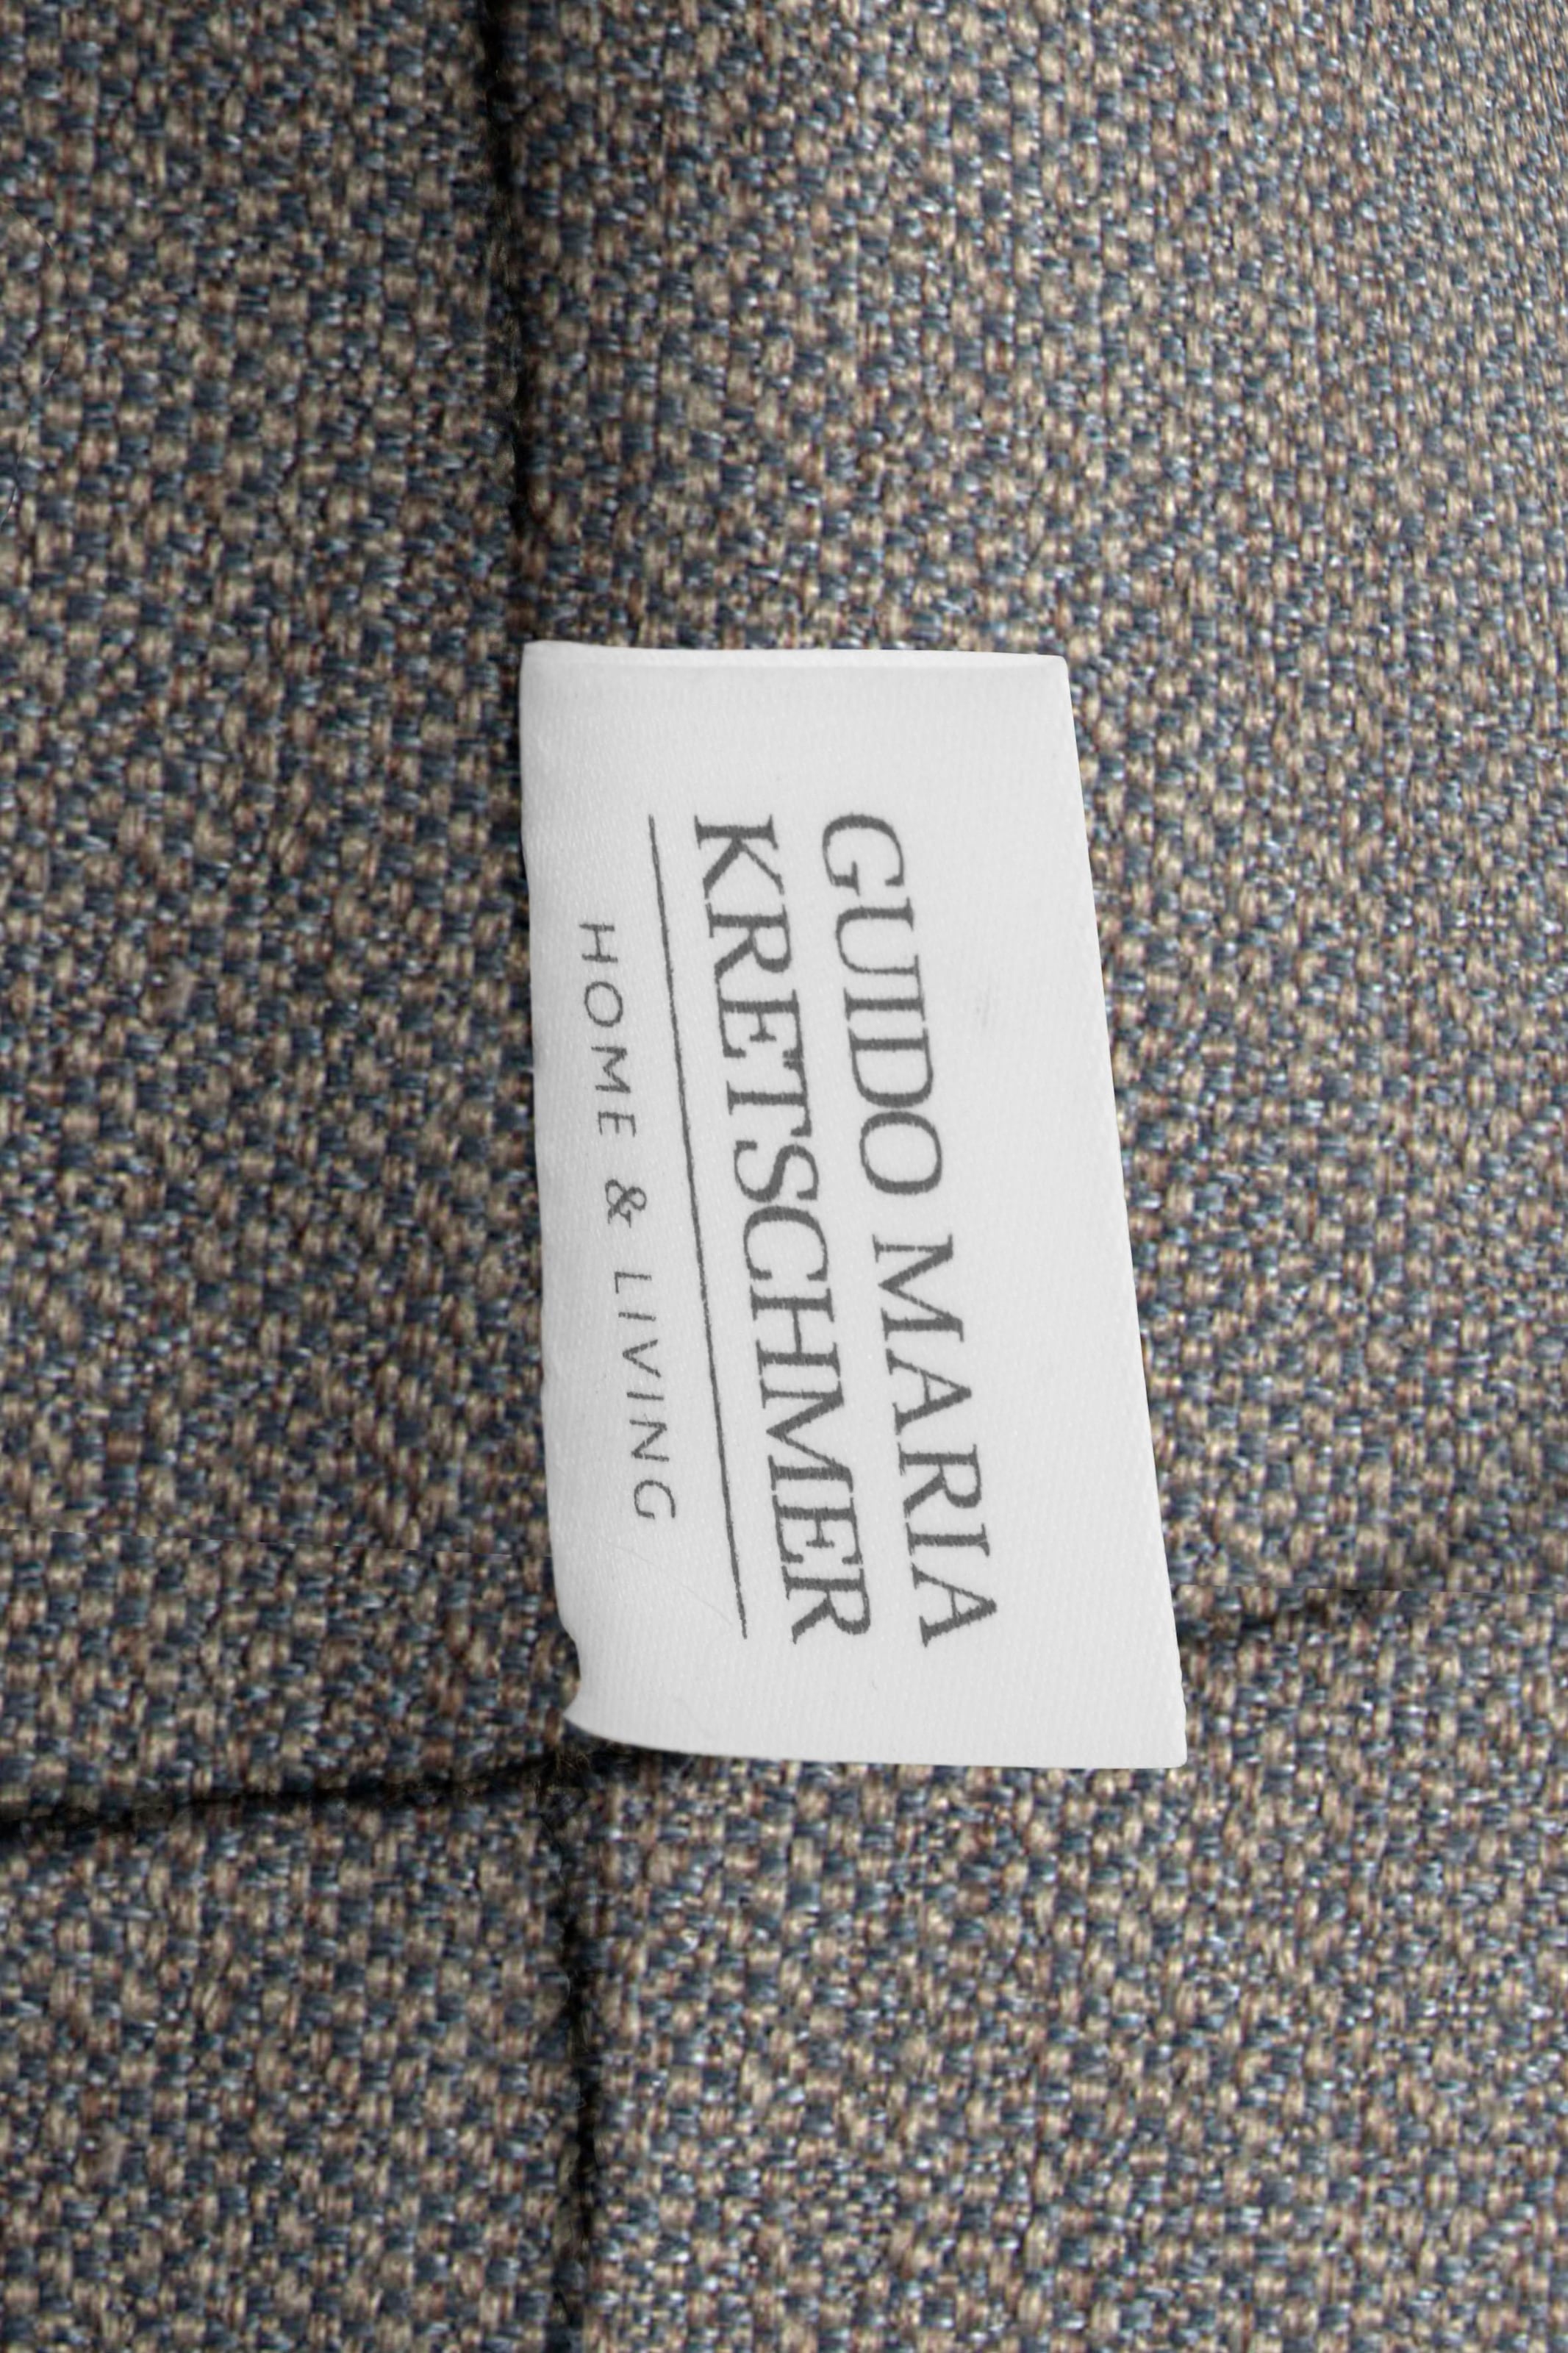 GUIDO MARIA
KRETSCHMER
HOME & LIVING